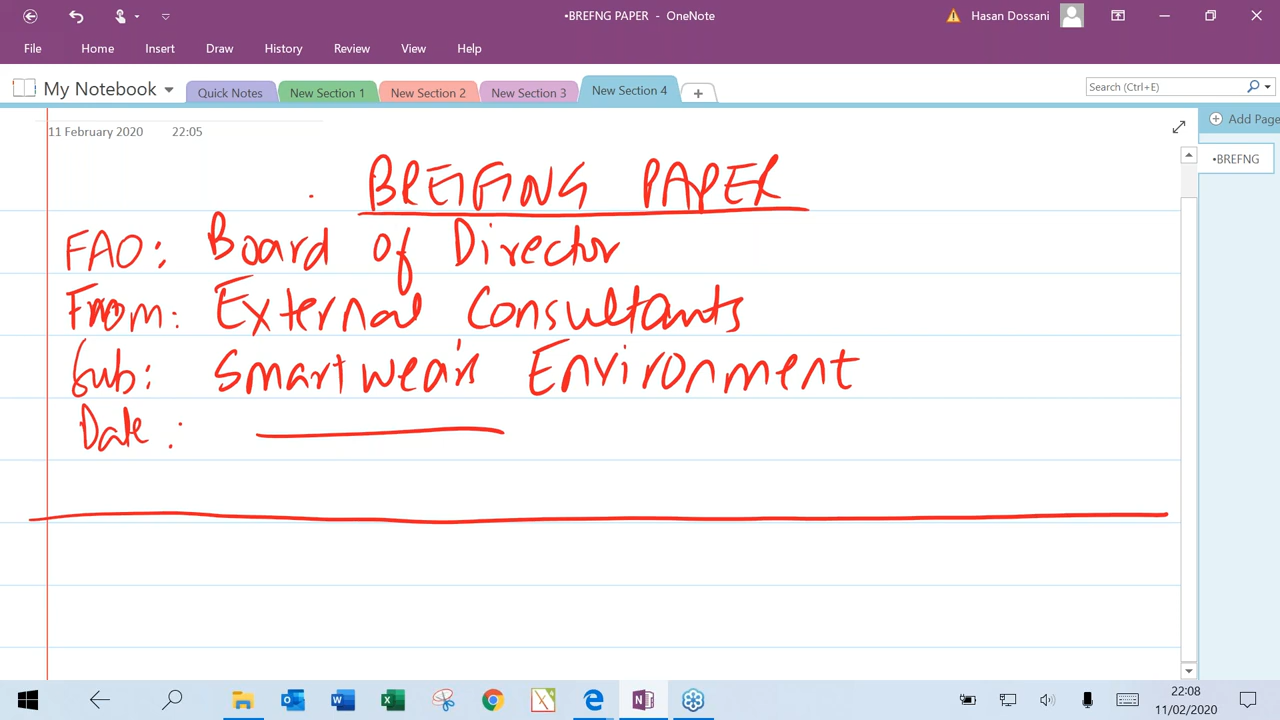 •BREFNG PAPER - OneNote
Hasan Dossani
File Home Insert Draw History Review View Help
My Notebook
Quick Notes New Section 1 New Section 2 New Section 3 New Section 4 +
Search (Ctrl+E)
11 February 2020 22:05
Add Page
•BREFNG
BREIFING PAPER
FAO: Board of Director
From: External Consultants
Sub: Smartwear's Environment
Date:
22:08
11/02/2020